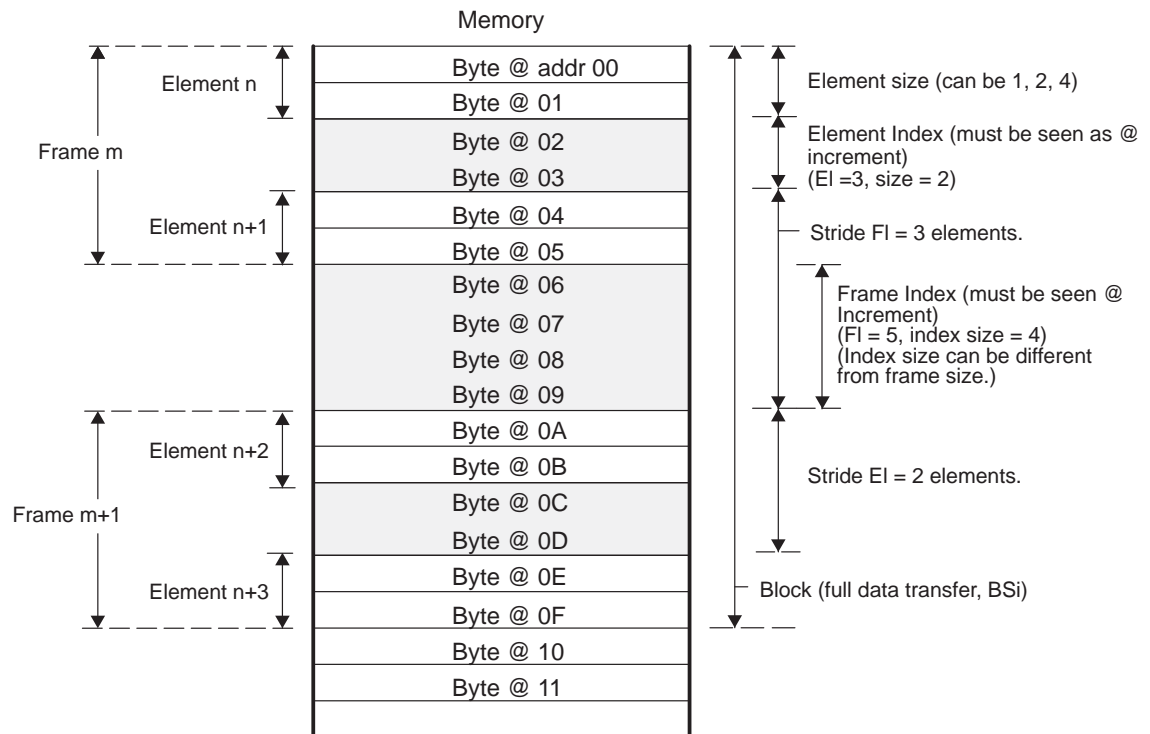 Memory
Element n
Frame m
Element n+1
Element n+2
Frame m+1
Element n+3
Byte @ addr 00
Byte @ 01
Byte @ 02
Byte @ 03
Byte @ 04
Byte @ 05
Byte @ 06
Byte @ 07
Byte @ 08
Byte @ 09
Byte @ 0A
Byte @ 0B
Byte @ 0C
Byte @ 0D
Byte @ 0E
Byte @ 0F
Byte @ 10
Byte @ 11
Element size (can be 1, 2, 4)
Element Index (must be seen as @
increment)
(EI =3, size = 2)
Stride FI = 3 elements.
Frame Index (must be seen @
Increment)
(FI = 5, index size = 4)
(Index size can be different
from frame size.)
Stride EI = 2 elements.
Block (full data transfer, BSi)